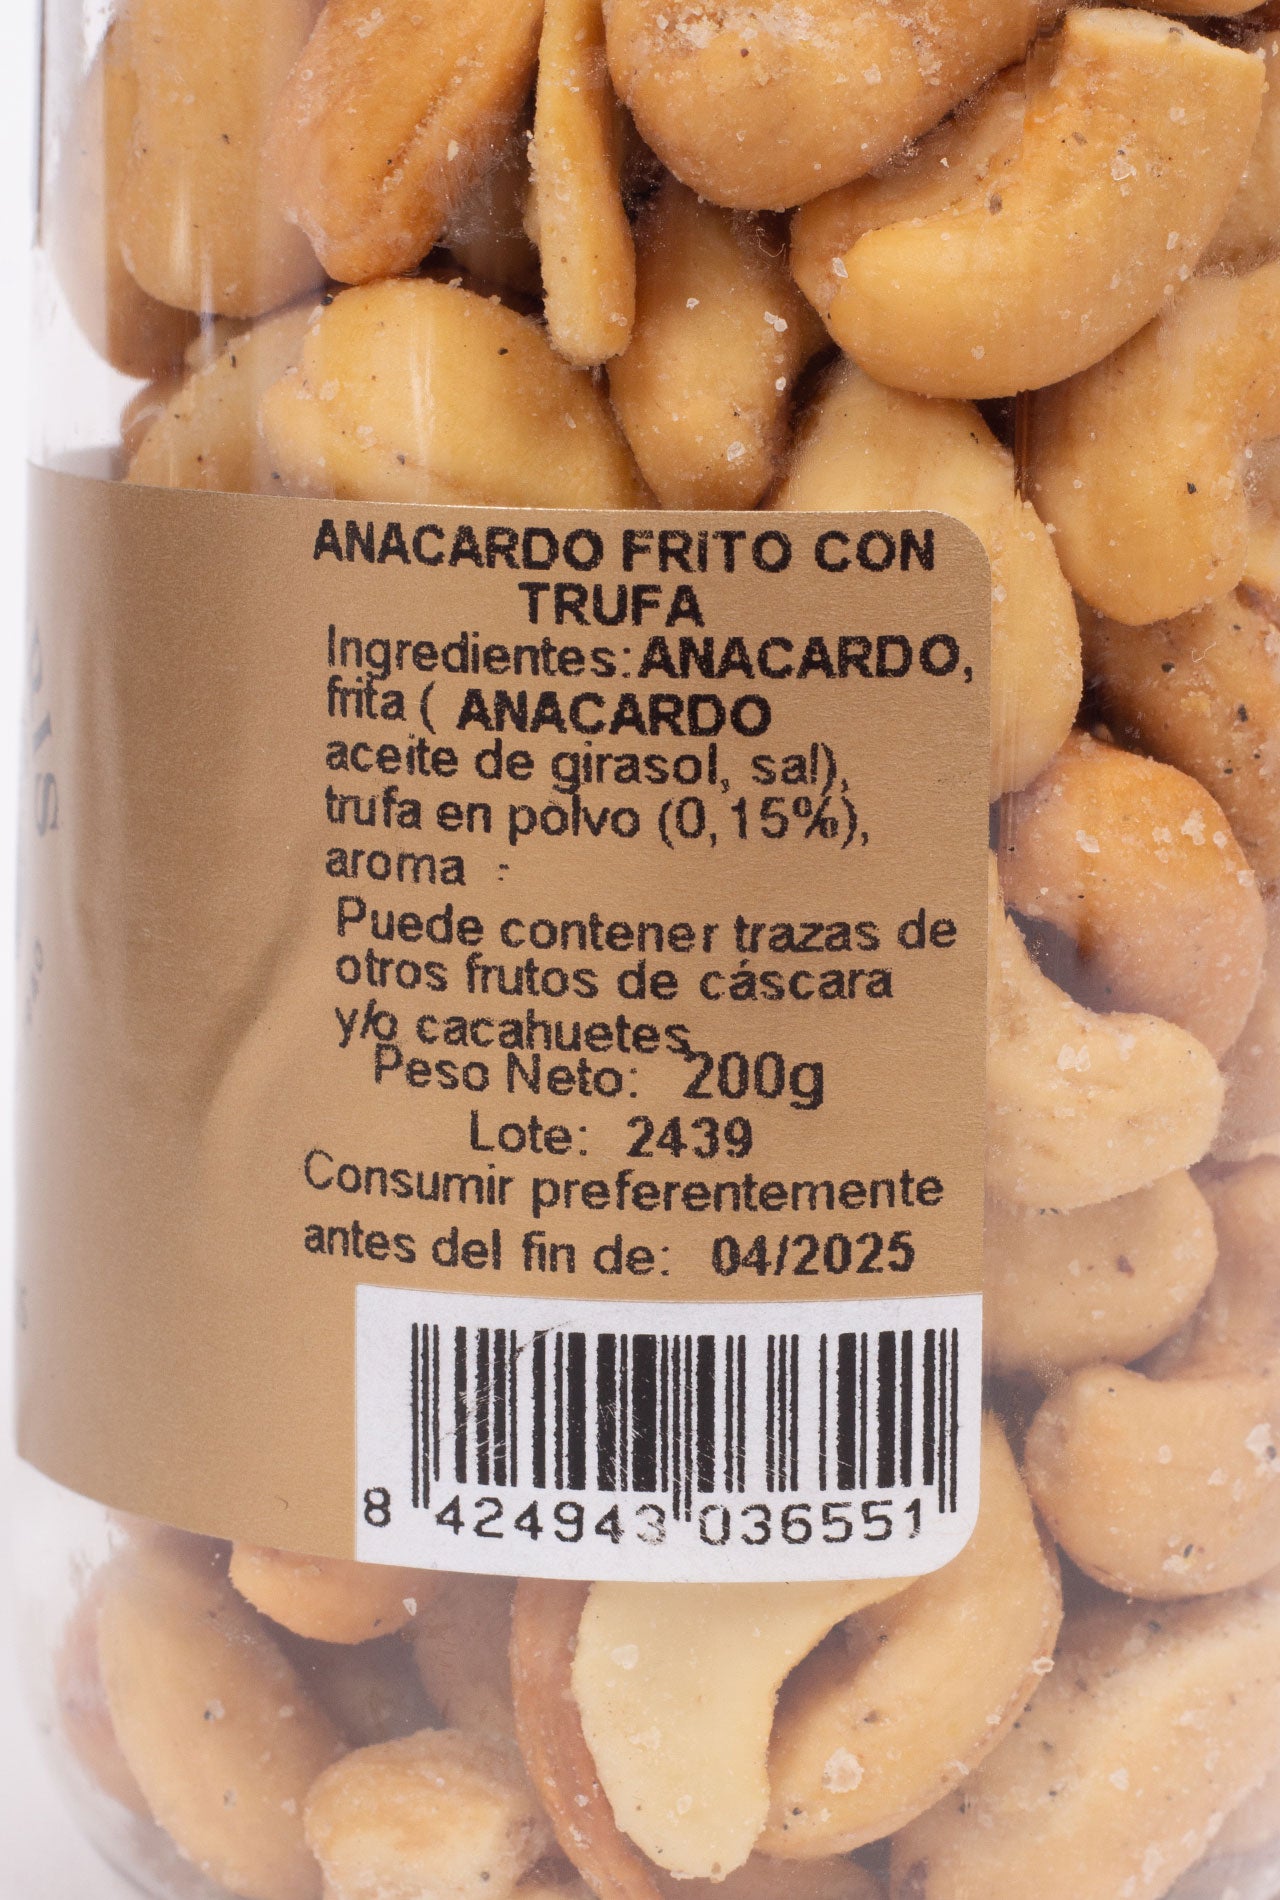 ANACARDO FRITO CON
TRUFA
Ingredientes: ANACARDO,
frita ( ANACARDO
aceite de girasol, sal),
trufa en polvo (0,15%),
aroma :
Puede contener trazas de
otros frutos de cáscara
y/o cacahuetes
Peso Neto: 200g
Lote: 2439
Consumir preferentemente
antes del fin de: 04/2025
8 424943 036551